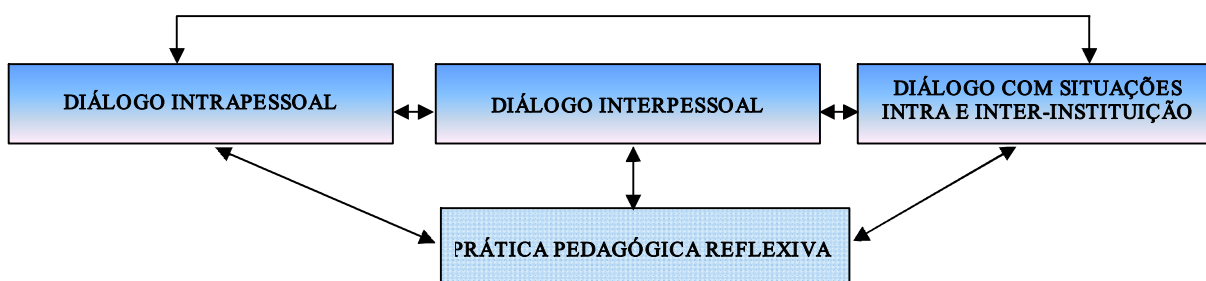 DIÁLOGO INTRAPESSOAL
DIÁLOGO INTERPESSOAL
DIÁLOGO COM SITUAÇÕES
INTRA E INTER-INSTITUIÇÃO
PRÁTICA PEDAGÓGICA REFLEXIVA